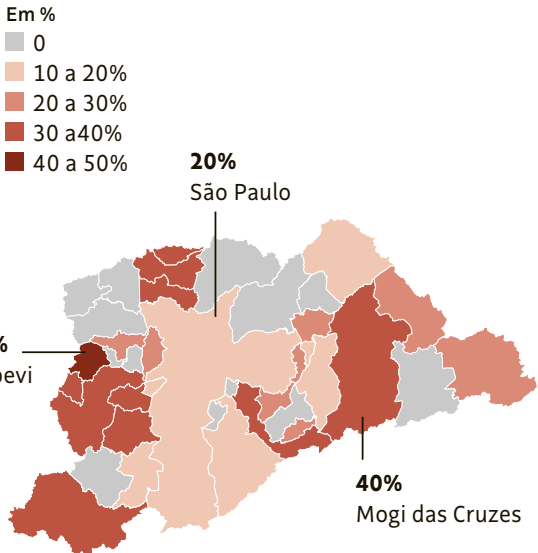 Em %
0
10 a 20%
20 a 30%
30 a40%
40 a 50%
20%
São Paulo
%
40%
Mogi das Cruzes